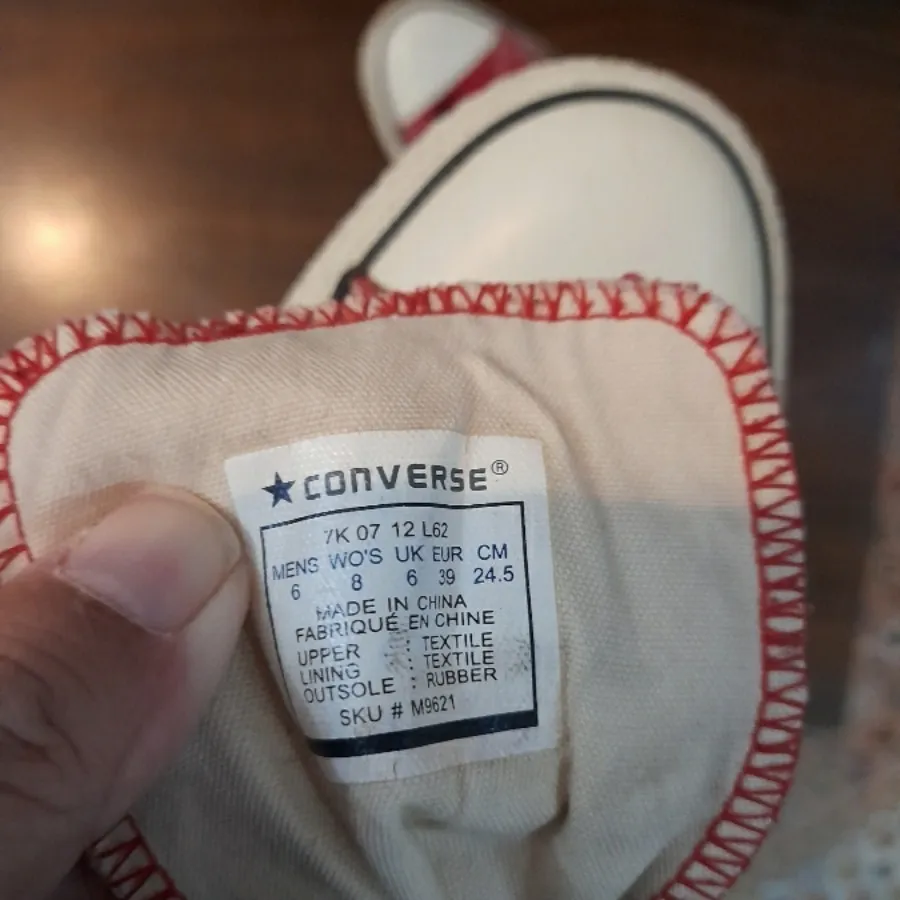 CONVERSE®
7K 07 12 L62
MENS WO'S UK EUR CM
6 8 6 39 24.5
MADE IN CHINA
FABRIQUÉ EN CHINE
UPPER : TEXTILE
LINING : TEXTILE
OUTSOLE : RUBBER
SKU # M9621